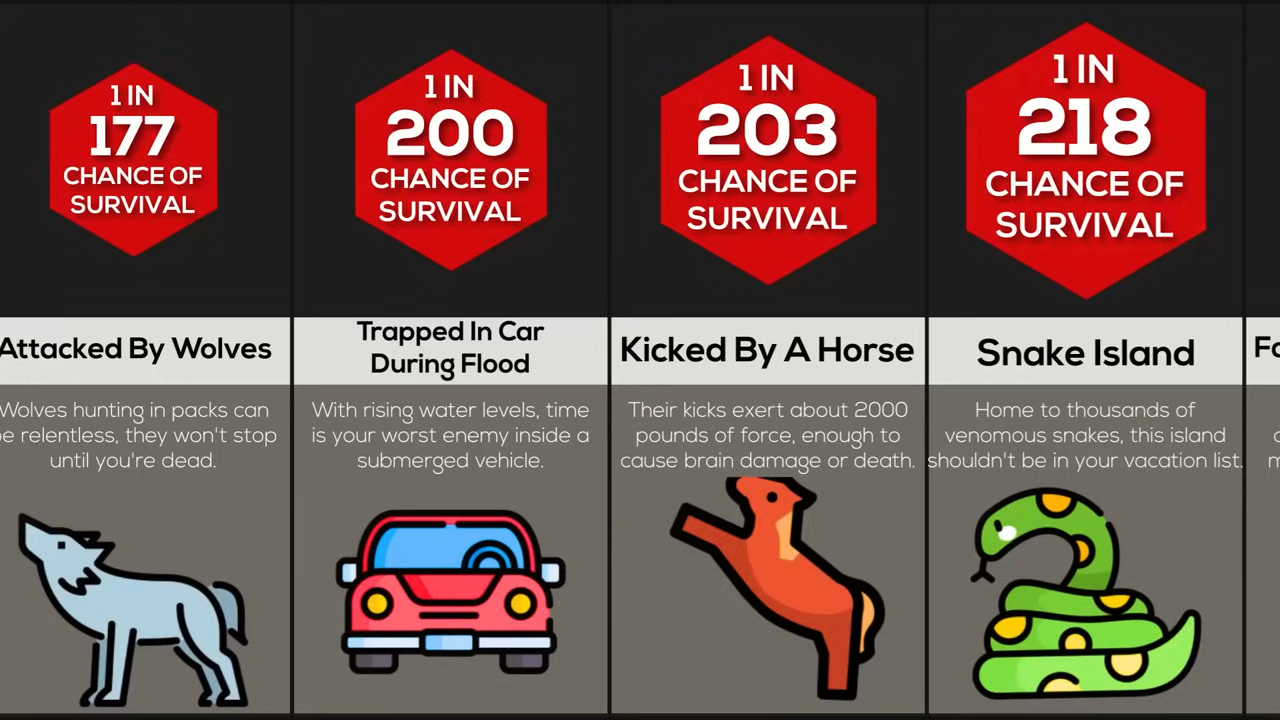 1 IN
177
CHANCE OF
SURVIVAL
Attacked By Wolves
Wolves hunting in packs can
be relentless, they won't stop
until you're dead.
1 IN
200
CHANCE OF
SURVIVAL
Trapped In Car
During Flood
With rising water levels, time
is your worst enemy inside a
submerged vehicle.
1 IN
203
CHANCE OF
SURVIVAL
Kicked By A Horse
Their kicks exert about 2000
pounds of force, enough to
cause brain damage or death.
1 IN
218
CHANCE OF
SURVIVAL
Snake Island
Home to thousands of
venomous snakes, this island
shouldn't be in your vacation list.